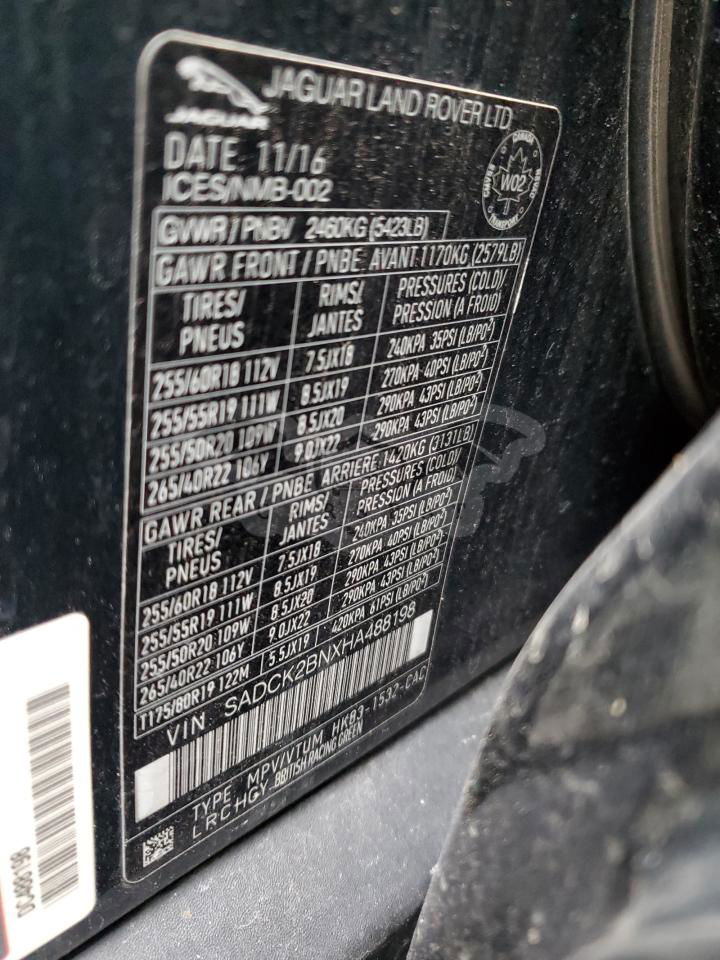 JAGUAR LAND ROVER LTD
JAGUAR
DATE 11/16
ICES/NMB-002
W02
TRANSPORT
GVWR / PNBV 2460KG (5423LB)
GAWR FRONT / PNBE: AVANT:1170KG (2579LB)
TIRES/ PNEUS RIMS/ JANTES PRESSURES (COLD)/ PRESSION (A FROID)
255/60R18 112V 7.5JX18 240KPA 35PSI (LB/PO²)
255/55R19 111W 8.5JX19 270KPA 40PSI (LB/PO²)
255/50R20 109W 8.5JX20 290KPA 43PSI (LB/PO²)
265/40R22 106Y 9.0JX22 290KPA 43PSI (LB/PO²)
GAWR REAR / PNBE ARRIERE:1420KG (3131LB)
TIRES/ PNEUS RIMS/ JANTES PRESSURES (COLD)/ PRESSION (A FROID)
255/60R18 112V 7.5JX18 240KPA 35PSI (LB/PO²)
255/55R19 111W 8.5JX19 270KPA 40PSI (LB/PO²)
255/50R20 109W 8.5JX20 290KPA 43PSI (LB/PO²)
265/40R22 106Y 9.0JX22 290KPA 43PSI (LB/PO²)
T175/80R19 122M 5.5JX19 420KPA 61PSI (LB/PO²)
VIN SADCK2BNXHA488198
TYPE MPV/VTUM HK83-1532-CAC
LRCHGY BRITISH RACING GREEN